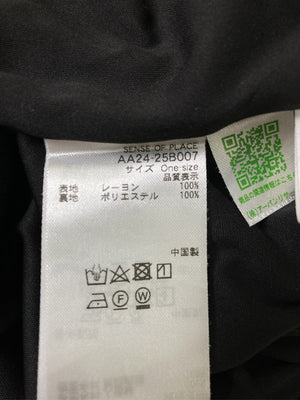 SENSE OF PLACE
AA24-25B007
サイズ One size
品質表示
表地 レーヨン 100%
裏地 ポリエステル 100%
中国製